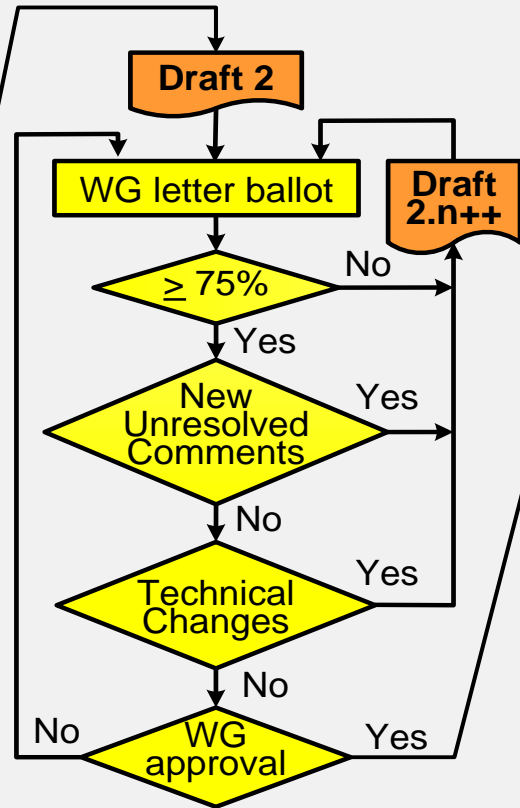 Draft 2
WG letter ballot
Draft
2.n++
≥ 75%
No
Yes
New
Unresolved
Comments
Yes
No
Technical
Changes
Yes
No
No
WG
approval
Yes